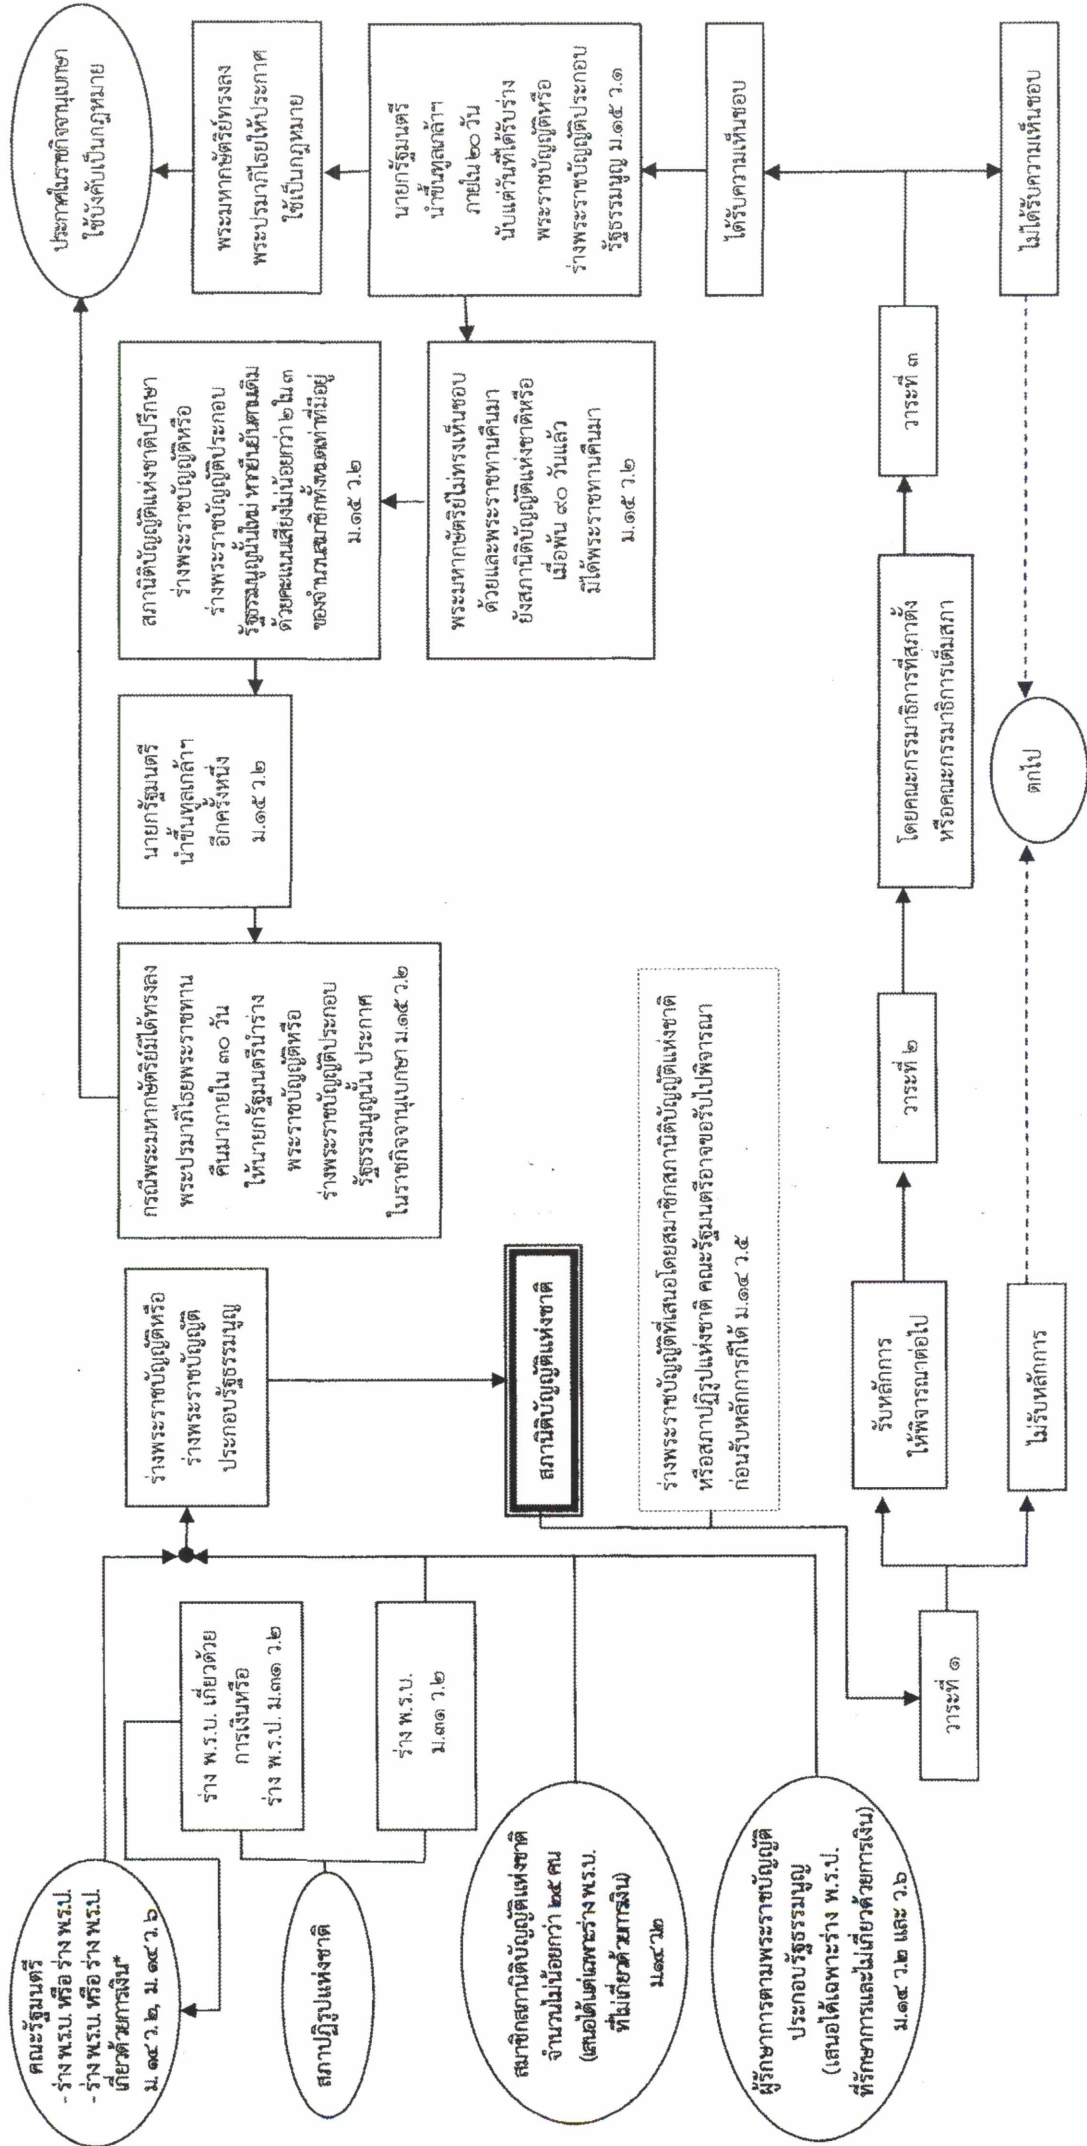 คณะรัฐมนตรี
- ร่าง พ.ร.บ. หรือ ร่าง พ.ร.ป.
- ร่าง พ.ร.บ. หรือ ร่าง พ.ร.ป.
เกี่ยวด้วยการเงิน*
ม. ๑๔ ว. ๒, ม. ๑๔ ว. ๖
สภาปฏิรูปแห่งชาติ
สมาชิกสภานิติบัญญัติแห่งชาติ
จำนวนไม่น้อยกว่า ๒๕ คน
(เสนอได้แต่เฉพาะร่าง พ.ร.บ.
ที่ไม่เกี่ยวด้วยการเงิน)
ม.๑๔ ว.๒
ผู้รักษาการตามพระราชบัญญัติ
ประกอบรัฐธรรมนูญ
(เสนอได้เฉพาะร่าง พ.ร.ป.
ที่รักษาการและไม่เกี่ยวด้วยการเงิน)
ม.๑๔ ว.๒ และ ว.๖
ร่าง พ.ร.บ. เกี่ยวด้วย
การเงินหรือ
ร่าง พ.ร.ป. ม.๓๑ ว.๒
ร่าง พ.ร.บ.
ม.๓๑ ว.๒
ร่างพระราชบัญญัติหรือ
ร่างพระราชบัญญัติ
ประกอบรัฐธรรมนูญ
สภานิติบัญญัติแห่งชาติ
ร่างพระราชบัญญัติที่เสนอโดยสมาชิกสภานิติบัญญัติแห่งชาติ
หรือสภาปฏิรูปแห่งชาติ คณะรัฐมนตรีอาจขอรับไปพิจารณา
ก่อนรับหลักการก็ได้ ม.๑๔ ว.๕
วาระที่ ๑
รับหลักการ
ให้พิจารณาต่อไป
ไม่รับหลักการ
วาระที่ ๒
โดยคณะกรรมาธิการที่สภาตั้ง
หรือคณะกรรมาธิการเต็มสภา
ตกไป
วาระที่ ๓
ได้รับความเห็นชอบ
ไม่ได้รับความเห็นชอบ
นายกรัฐมนตรี
นำขึ้นทูลเกล้าฯ
ภายใน ๒๐ วัน
นับแต่วันที่ได้รับร่าง
พระราชบัญญัติหรือ
ร่างพระราชบัญญัติประกอบ
รัฐธรรมนูญ ม.๑๕ ว.๑
พระมหากษัตริย์ทรงลง
พระปรมาภิไธยให้ประกาศ
ใช้เป็นกฎหมาย
ประกาศในราชกิจจานุเบกษา
ใช้บังคับเป็นกฎหมาย
พระมหากษัตริย์ไม่ทรงเห็นชอบ
ด้วยและพระราชทานคืนมา
ยังสภานิติบัญญัติแห่งชาติหรือ
เมื่อพ้น ๙๐ วันแล้ว
มิได้พระราชทานคืนมา
ม.๑๕ ว.๒
สภานิติบัญญัติแห่งชาติปรึกษา
ร่างพระราชบัญญัติหรือ
ร่างพระราชบัญญัติประกอบ
รัฐธรรมนูญนั้นใหม่ หากยืนยันตามเดิม
ด้วยคะแนนเสียงไม่น้อยกว่า ๒ ใน ๓
ของจำนวนสมาชิกทั้งหมดเท่าที่มีอยู่
ม.๑๕ ว.๒
นายกรัฐมนตรี
นำขึ้นทูลเกล้าฯ
อีกครั้งหนึ่ง
ม.๑๕ ว.๒
กรณีพระมหากษัตริย์มิได้ทรงลง
พระปรมาภิไธยพระราชทาน
คืนมาภายใน ๓๐ วัน
ให้นายกรัฐมนตรีนำร่าง
พระราชบัญญัติหรือ
ร่างพระราชบัญญัติประกอบ
รัฐธรรมนูญนั้น ประกาศ
ในราชกิจจานุเบกษา ม.๑๕ ว.๒